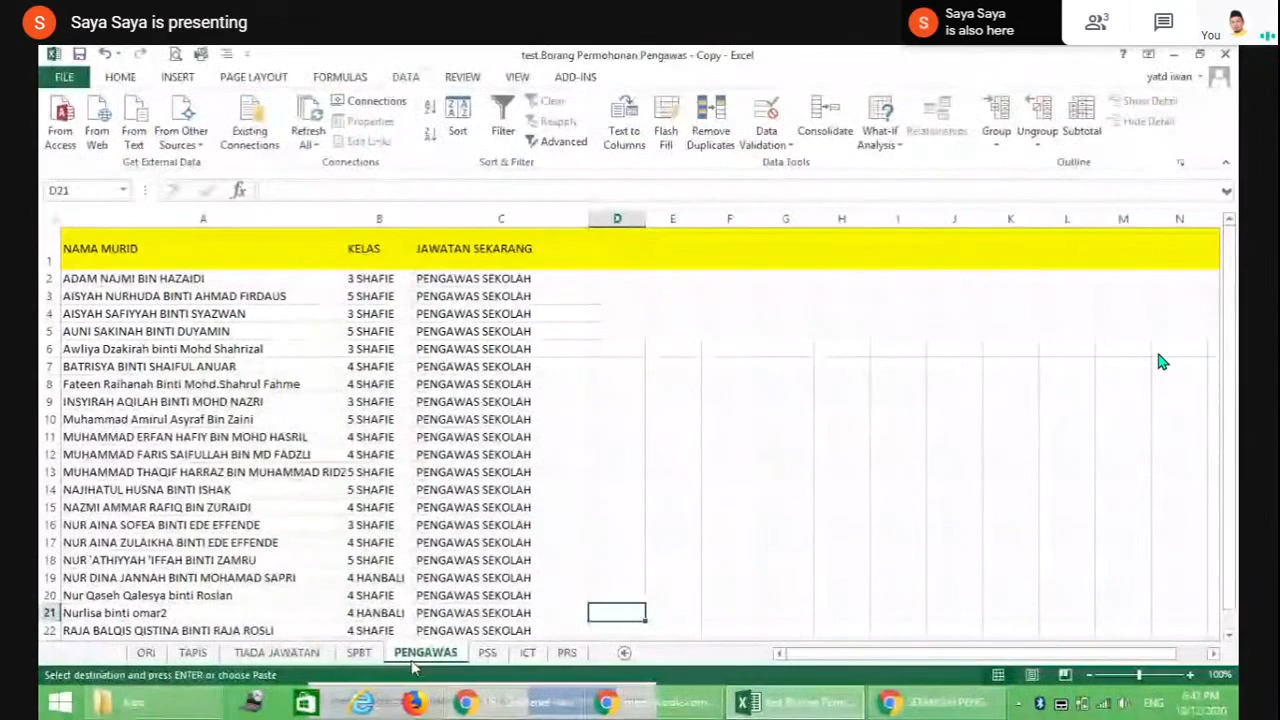 S Saya Saya is presenting
S Saya Saya is also here
3
You
test.Borang Permohonan Pengawas - Copy - Excel
FILE HOME INSERT PAGE LAYOUT FORMULAS DATA REVIEW VIEW ADD-INS yatd iwan
From Access From Web From Text From Other Sources Existing Connections Refresh All Connections Properties Edit Links Sort Filter Clear Reapply Advanced Text to Columns Flash Fill Remove Duplicates Data Validation Consolidate What-if Analysis Relationships Group Ungroup Subtotal Show Detail Hide Detail
Get External Data Connections Sort & Filter Data Tools Outline
D21 fx
A B C D E F G H I J K L M N
1 NAMA MURID KELAS JAWATAN SEKARANG
2 ADAM NAJMI BIN HAZAIDI 3 SHAFIE PENGAWAS SEKOLAH
3 AISYAH NURHUDA BINTI AHMAD FIRDAUS 5 SHAFIE PENGAWAS SEKOLAH
4 AISYAH SAFIYYAH BINTI SYAZWAN 3 SHAFIE PENGAWAS SEKOLAH
5 AUNI SAKINAH BINTI DUYAMIN 5 SHAFIE PENGAWAS SEKOLAH
6 Awliya Dzakirah binti Mohd Shahrizal 3 SHAFIE PENGAWAS SEKOLAH
7 BATRISYA BINTI SHAIFUL ANUAR 4 SHAFIE PENGAWAS SEKOLAH
8 Fateen Raihanah Binti Mohd.Shahrul Fahme 4 SHAFIE PENGAWAS SEKOLAH
9 INSYIRAH AQILAH BINTI MOHD NAZRI 3 SHAFIE PENGAWAS SEKOLAH
10 Muhammad Amirul Asyraf Bin Zaini 5 SHAFIE PENGAWAS SEKOLAH
11 MUHAMMAD ERFAN HAFIY BIN MOHD HASRIL 4 SHAFIE PENGAWAS SEKOLAH
12 MUHAMMAD FARIS SAIFULLAH BIN MD FADZLI 4 SHAFIE PENGAWAS SEKOLAH
13 MUHAMMAD THAQIF HARRAZ BIN MUHAMMAD RIDZ 5 SHAFIE PENGAWAS SEKOLAH
14 NAJIHATUL HUSNA BINTI ISHAK 5 SHAFIE PENGAWAS SEKOLAH
15 NAZMI AMMAR RAFIQ BIN ZURAIDI 4 SHAFIE PENGAWAS SEKOLAH
16 NUR AINA SOFEA BINTI EDE EFFENDE 3 SHAFIE PENGAWAS SEKOLAH
17 NUR AINA ZULAIKHA BINTI EDE EFFENDE 4 SHAFIE PENGAWAS SEKOLAH
18 NUR 'ATHIYYAH 'IFFAH BINTI ZAMRU 5 SHAFIE PENGAWAS SEKOLAH
19 NUR DINA JANNAH BINTI MOHAMAD SAPRI 4 HANBALI PENGAWAS SEKOLAH
20 Nur Qaseh Qalesya binti Roslan 4 SHAFIE PENGAWAS SEKOLAH
21 Nurlisa binti omar2 4 HANBALI PENGAWAS SEKOLAH
22 RAJA BALQIS QISTINA BINTI RAJA ROSLI 4 SHAFIE PENGAWAS SEKOLAH
ORI TAPIS TIADA JAWATAN SPBT PENGAWAS PSS ICT PRS
Select destination and press ENTER or choose Paste 100%
ENG 6:42 PM